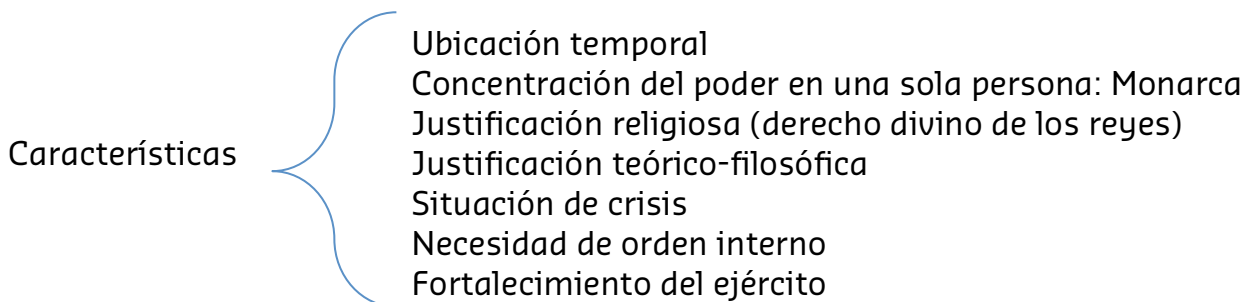 Características
Ubicación temporal
Concentración del poder en una sola persona: Monarca
Justificación religiosa (derecho divino de los reyes)
Justificación teórico-filosófica
Situación de crisis
Necesidad de orden interno
Fortalecimiento del ejército